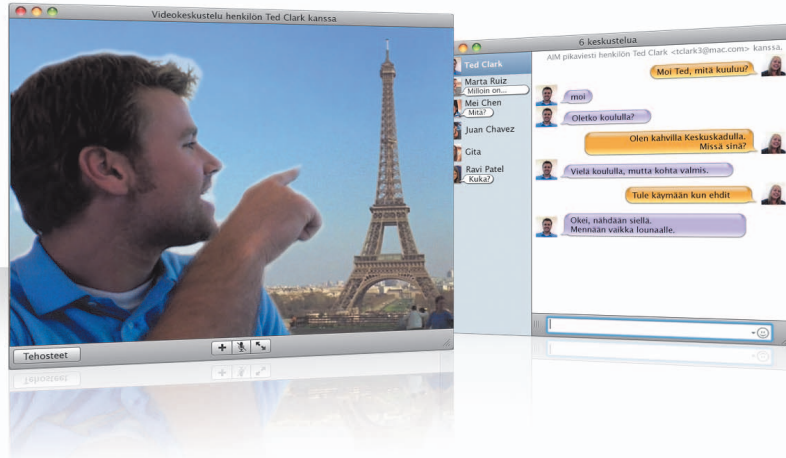 Videokeskustelu henkilön Ted Clark kanssa
Tehosteet
6 keskustelua
AIM pikaviesti henkilön Ted Clark <tclark3@mac.com> kanssa.
Ted Clark
Marta Ruiz
Milloin on...
Mei Chen
Mitä?
Juan Chavez
Gita
Ravi Patel
Kuka?
Moi Ted, mitä kuuluu?
moi
Oletko koululla?
Olen kahvilla Keskuskadulla.
Missä sinä?
Vielä koululla, mutta kohta valmis.
Tule käymään kun ehdit
Okei, nähdään siellä.
Mennään vaikka lounaalle.